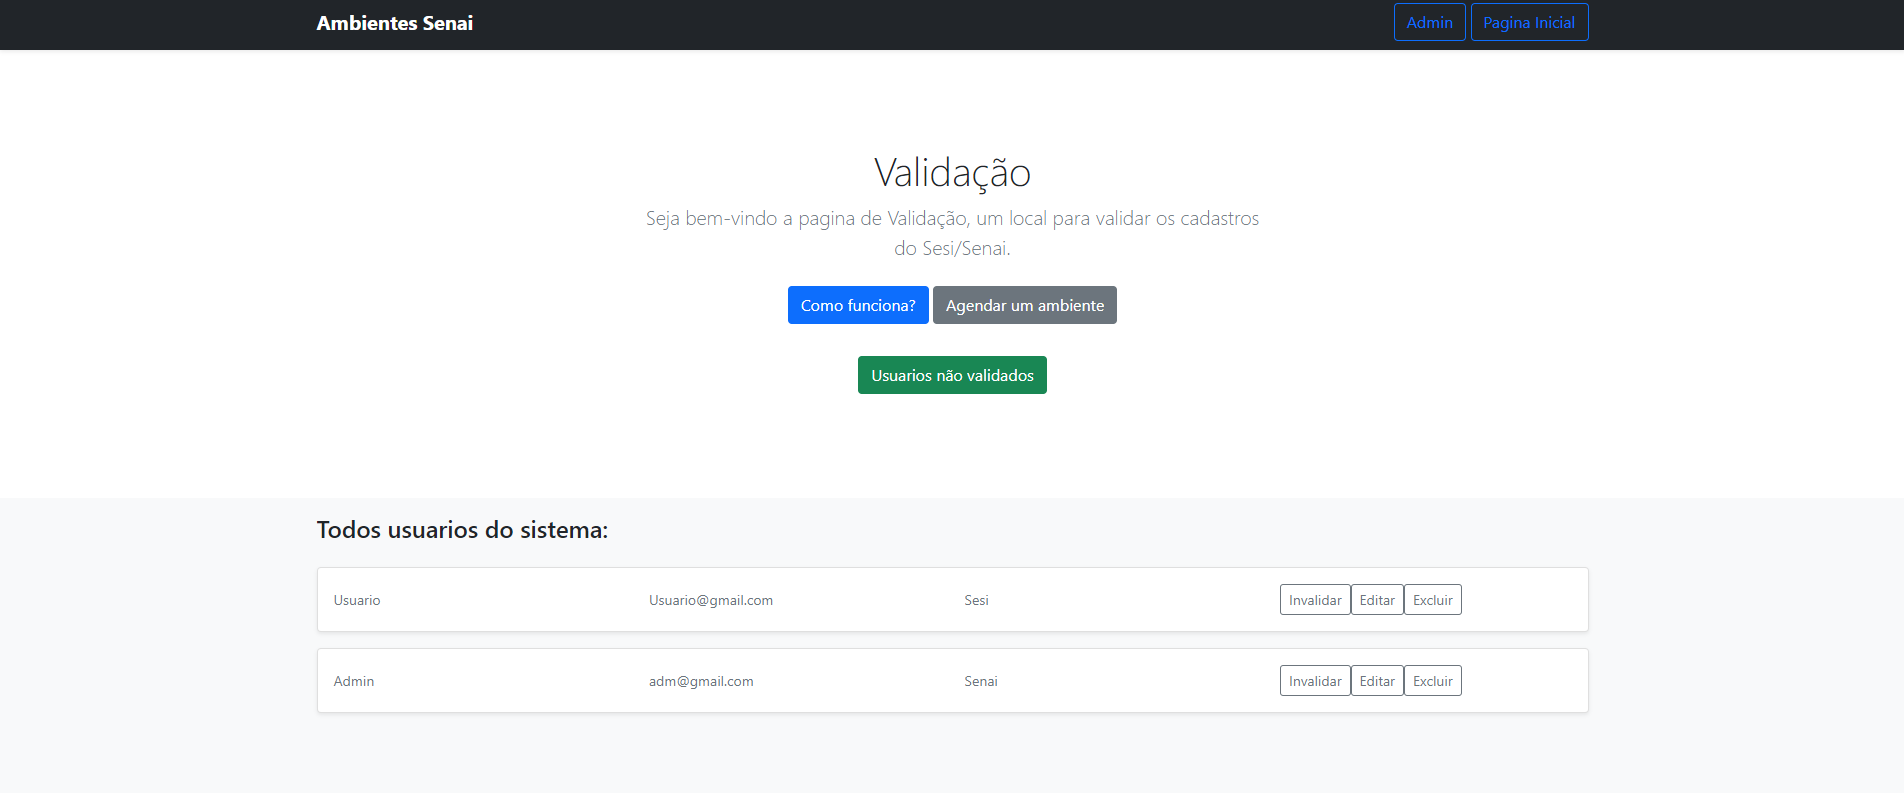 Ambientes Senai Admin Pagina Inicial
Validação
Seja bem-vindo a pagina de Validação, um local para validar os cadastros
do Sesi/Senai.
Como funciona? Agendar um ambiente
Usuarios não validados
Todos usuarios do sistema:
Usuario Usuario@gmail.com Sesi Invalidar Editar Excluir
Admin adm@gmail.com Senai Invalidar Editar Excluir